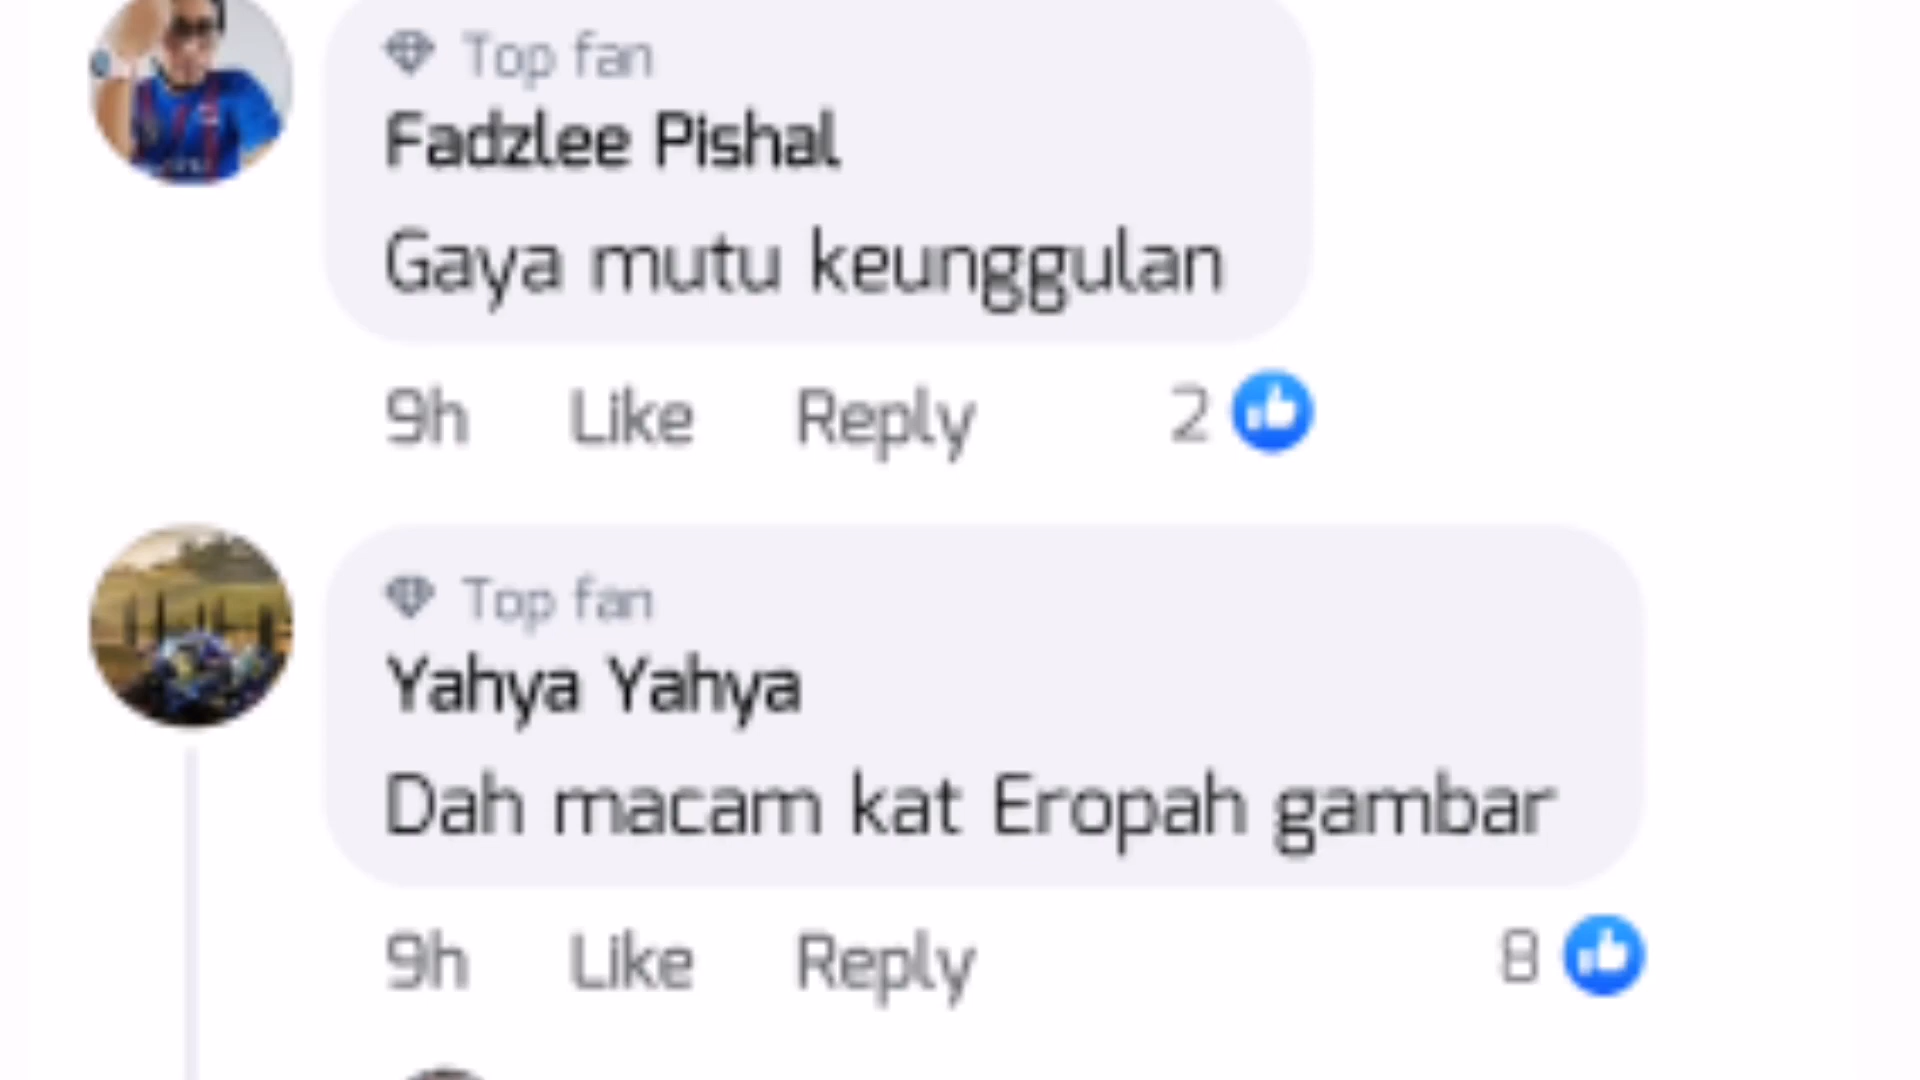 Top fan
Fadzlee Pishal
Gaya mutu keunggulan
9h Like Reply 2
Top fan
Yahya Yahya
Dah macam kat Eropah gambar
9h Like Reply 8